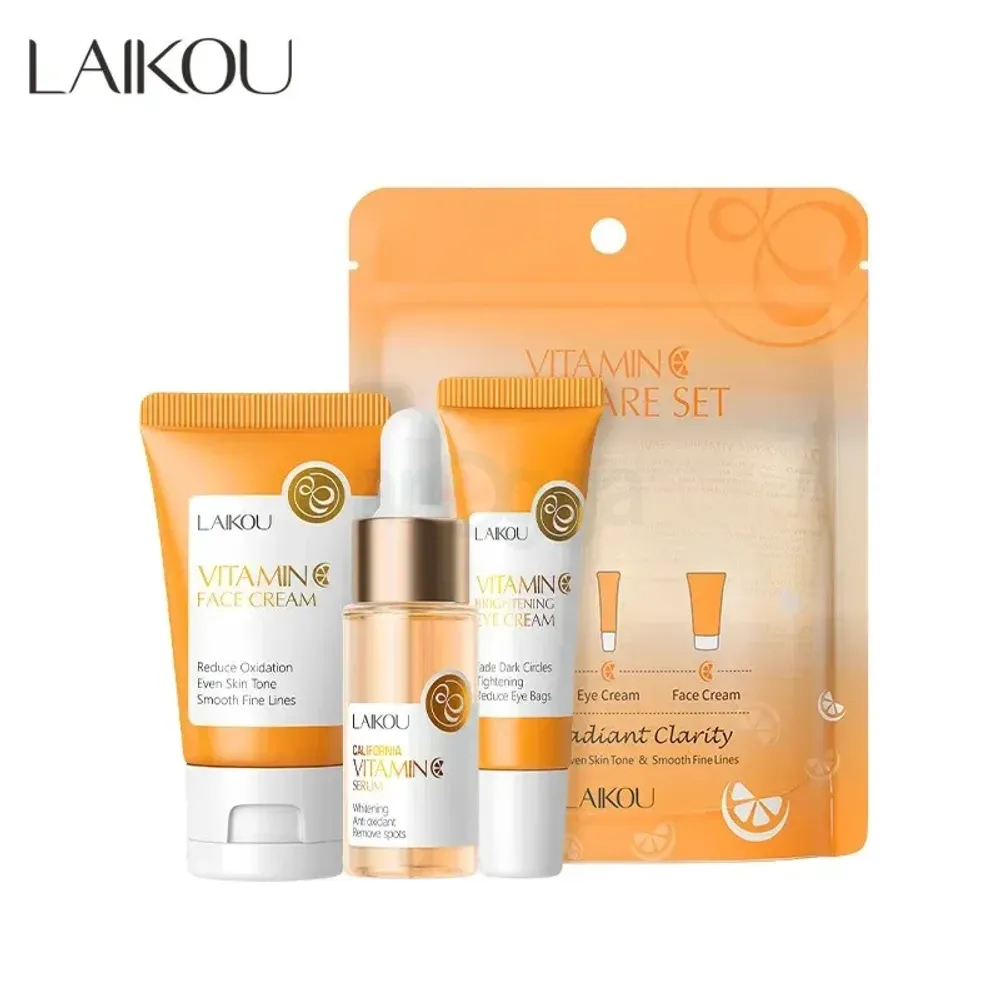 LAIKOU
VITAMIN C
ARE SET
LAIKOU
VITAMIN C
FACE CREAM
Reduce Oxidation
Even Skin Tone
Smooth Fine Lines
LAIKOU
CALIFORNIA
VITAMIN C
SERUM
Whitening
Anti oxidant
Remove spots
LAIKOU
VITAMIN C
BRIGHTENING
EYE CREAM
Fade Dark Circles
Tightening
Reduce Eye Bags
Eye Cream
Face Cream
adiant Clarity
ven Skin Tone & Smooth Fine Lines
LAIKOU